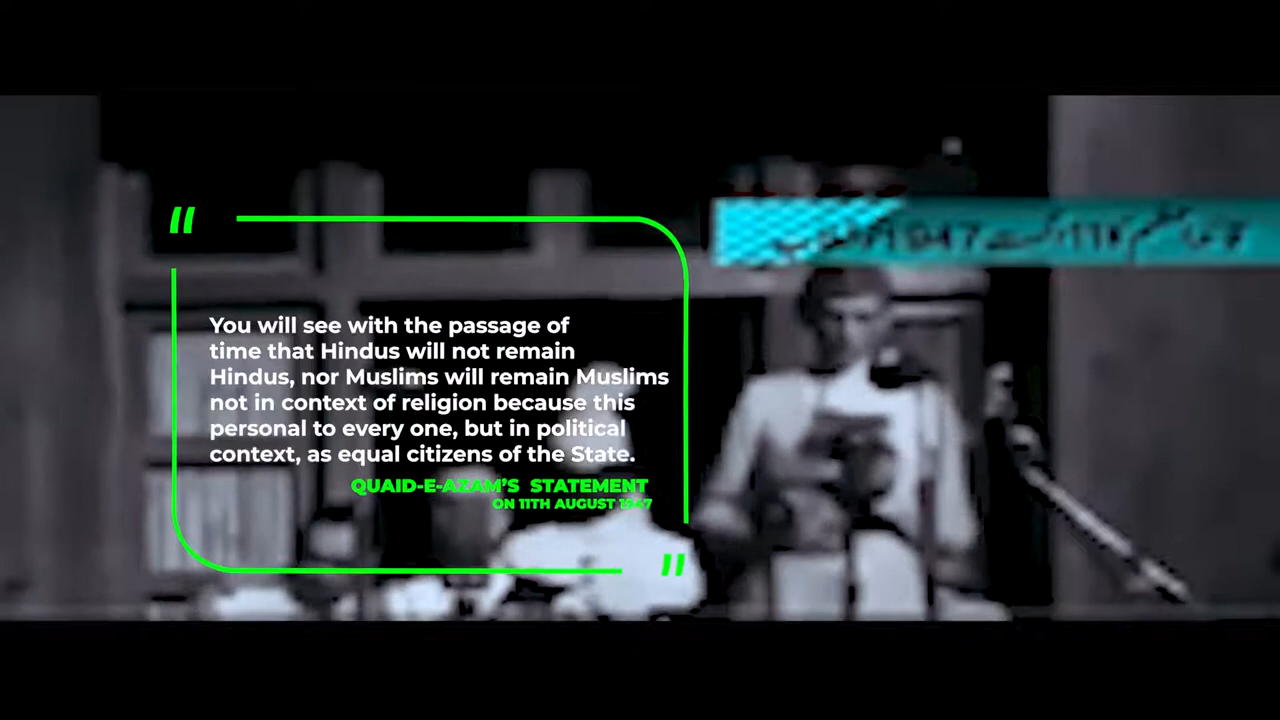 You will see with the passage of
time that Hindus will not remain
Hindus, nor Muslims will remain Muslims
not in context of religion because this
personal to every one, but in political
context, as equal citizens of the State.
QUAID-E-AZAM'S STATEMENT
ON 11TH AUGUST 1947